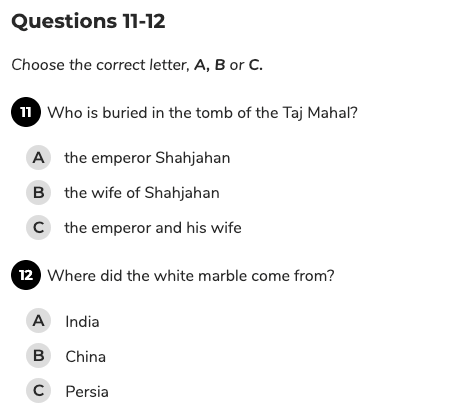 Questions 11-12
Choose the correct letter, A, B or C.
11 Who is buried in the tomb of the Taj Mahal?
A the emperor Shahjahan
B the wife of Shahjahan
C the emperor and his wife
12 Where did the white marble come from?
A India
B China
C Persia